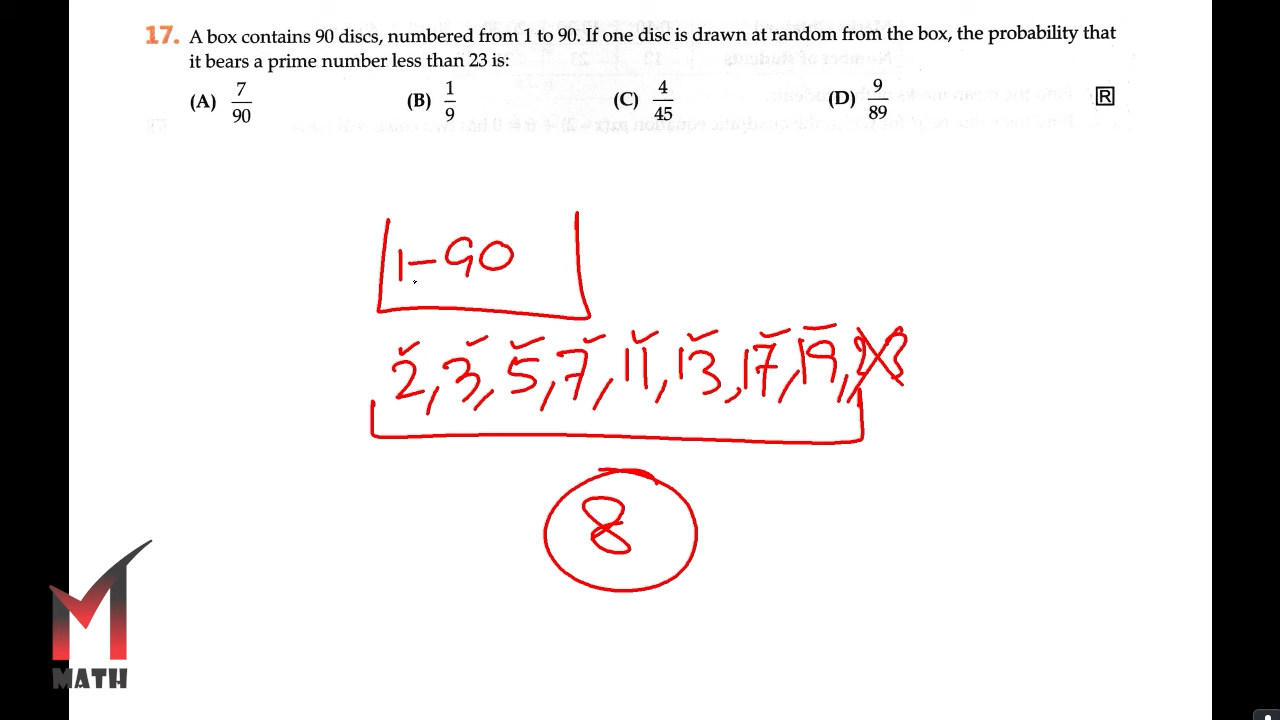 17. A box contains 90 discs, numbered from 1 to 90. If one disc is drawn at random from the box, the probability that
it bears a prime number less than 23 is:
(A) 7/90 (B) 1/9 (C) 4/45 (D) 9/89 R
1-90
2, 3, 5, 7, 11, 13, 17, 19, 23
8
M
MATH